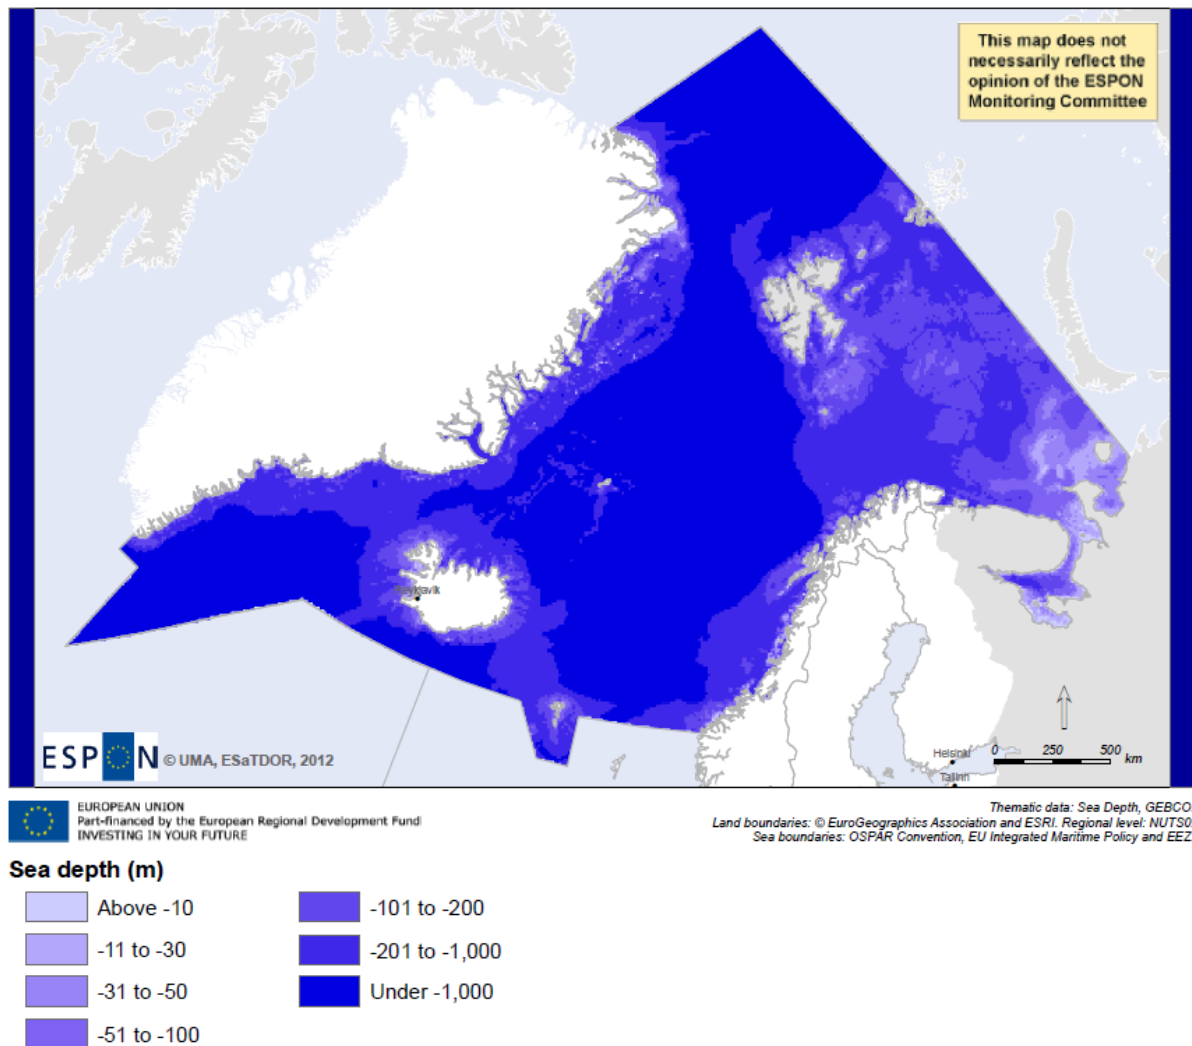 This map does not
necessarily reflect the
opinion of the ESPON
Monitoring Committee
Reykjavik
Helsinki
Tallinn
0 250 500
km
ESPON © UMA, ESaTDOR, 2012
EUROPEAN UNION
Part-financed by the European Regional Development Fund
INVESTING IN YOUR FUTURE
Thematic data: Sea Depth, GEBCO
Land boundaries: © EuroGeographics Association and ESRI. Regional level: NUTS0
Sea boundaries: OSPAR Convention, EU Integrated Maritime Policy and EEZ
Sea depth (m)
Above -10
-11 to -30
-31 to -50
-51 to -100
-101 to -200
-201 to -1,000
Under -1,000